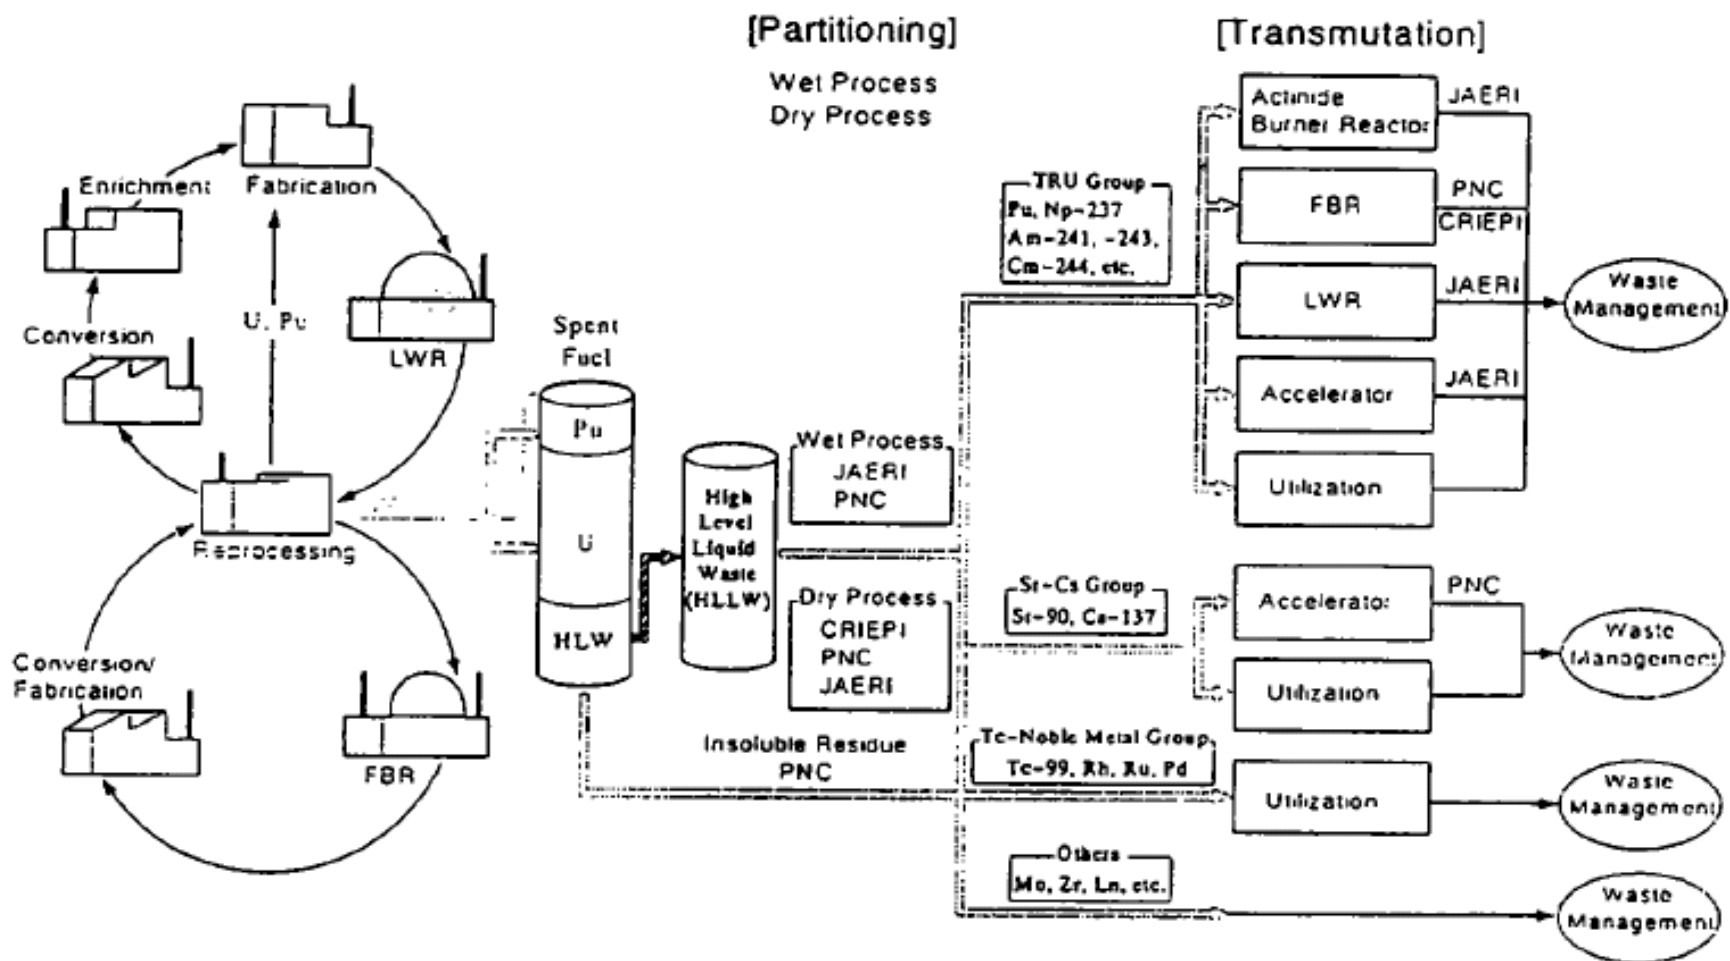 [Partitioning]
Wet Process
Dry Process
[Transmutation]
Enrichment
Fabrication
Conversion
U, Pu
LWR
Reprocessing
Conversion/
Fabrication
FBR
Spent
Fuel
Pu
U
HLW
High
Level
Liquid
Waste
(HLLW)
Wet Process
JAERI
PNC
Dry Process
CRIEPI
PNC
JAERI
Insoluble Residue
PNC
TRU Group
Pu, Np-237
Am-241, -243,
Cm-244, etc.
Actinide
Burner Reactor
JAERI
FBR
PNC
CRIEPI
LWR
JAERI
Accelerator
JAERI
Utilization
Waste
Management
Sr-Cs Group
Sr-90, Cs-137
Accelerator
PNC
Utilization
Waste
Management
Tc-Noble Metal Group
Tc-99, Rh, Ru, Pd
Utilization
Waste
Management
Others
Mo, Zr, Ln, etc.
Waste
Management